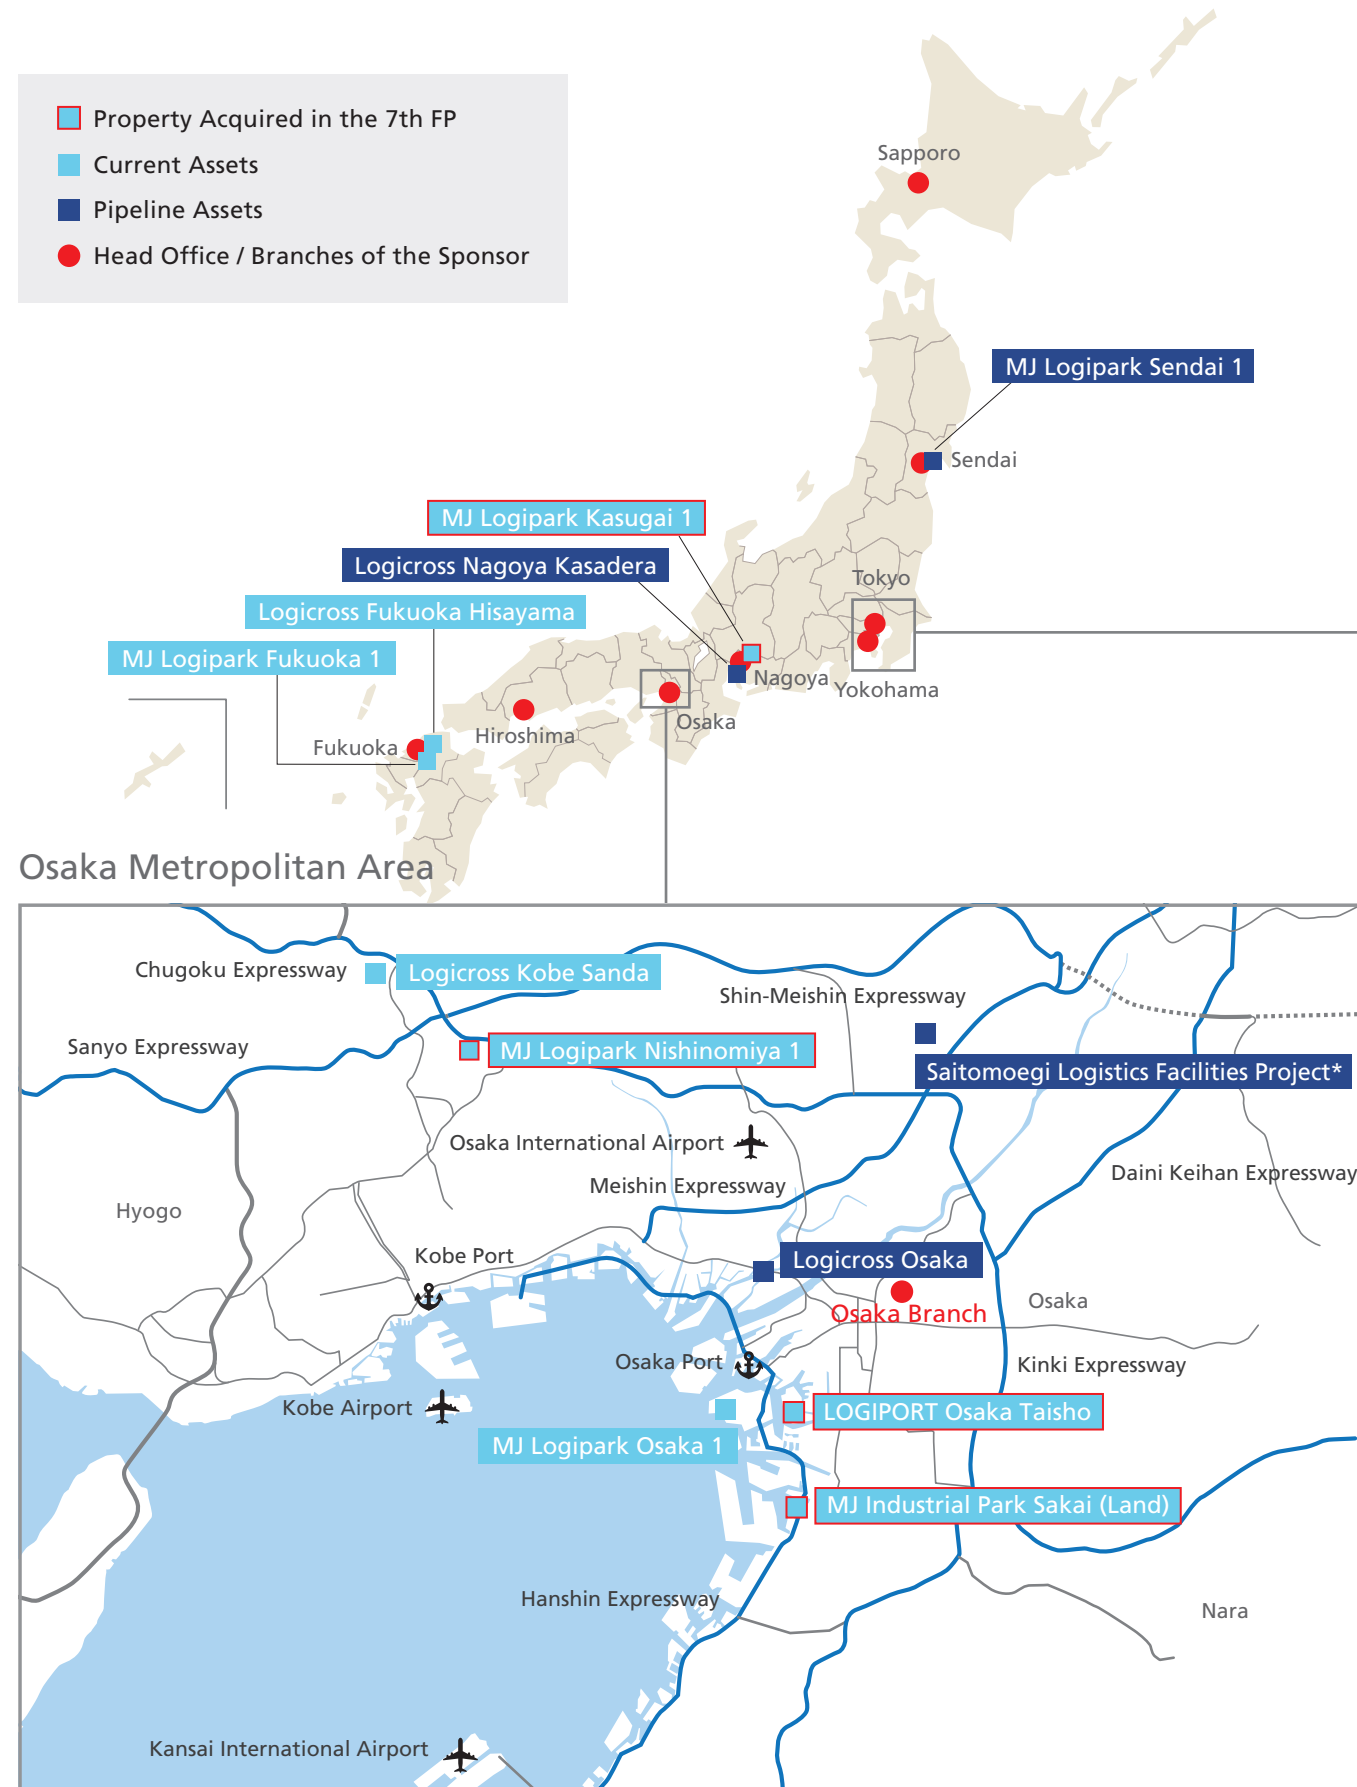 Property Acquired in the 7th FP
Current Assets
Pipeline Assets
Head Office / Branches of the Sponsor
Sapporo
MJ Logipark Sendai 1
Sendai
MJ Logipark Kasugai 1
Logicross Nagoya Kasadera
Tokyo
Logicross Fukuoka Hisayama
MJ Logipark Fukuoka 1
Nagoya
Yokohama
Osaka
Hiroshima
Fukuoka
Osaka Metropolitan Area
Chugoku Expressway
Logicross Kobe Sanda
Shin-Meishin Expressway
Sanyo Expressway
MJ Logipark Nishinomiya 1
Saitomoegi Logistics Facilities Project*
Osaka International Airport
Daini Keihan Expressway
Meishin Expressway
Hyogo
Kobe Port
Logicross Osaka
Osaka
Osaka Branch
Osaka Port
Kinki Expressway
Kobe Airport
LOGIPORT Osaka Taisho
MJ Logipark Osaka 1
MJ Industrial Park Sakai (Land)
Hanshin Expressway
Nara
Kansai International Airport